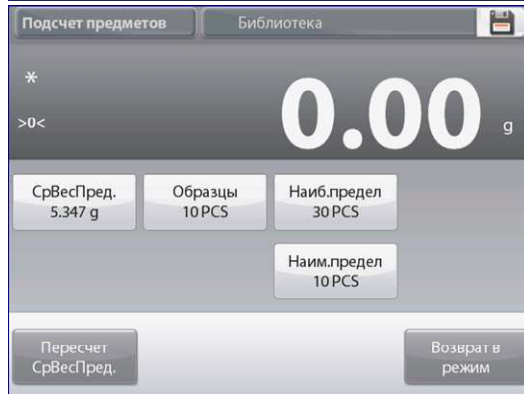 Подсчет предметов
Библиотека
*
>0<
0.00 g
СрВесПред.
5.347 g
Образцы
10 PCS
Наиб.предел
30 PCS
Наим.предел
10 PCS
Пересчет
СрВесПред.
Возврат в
режим